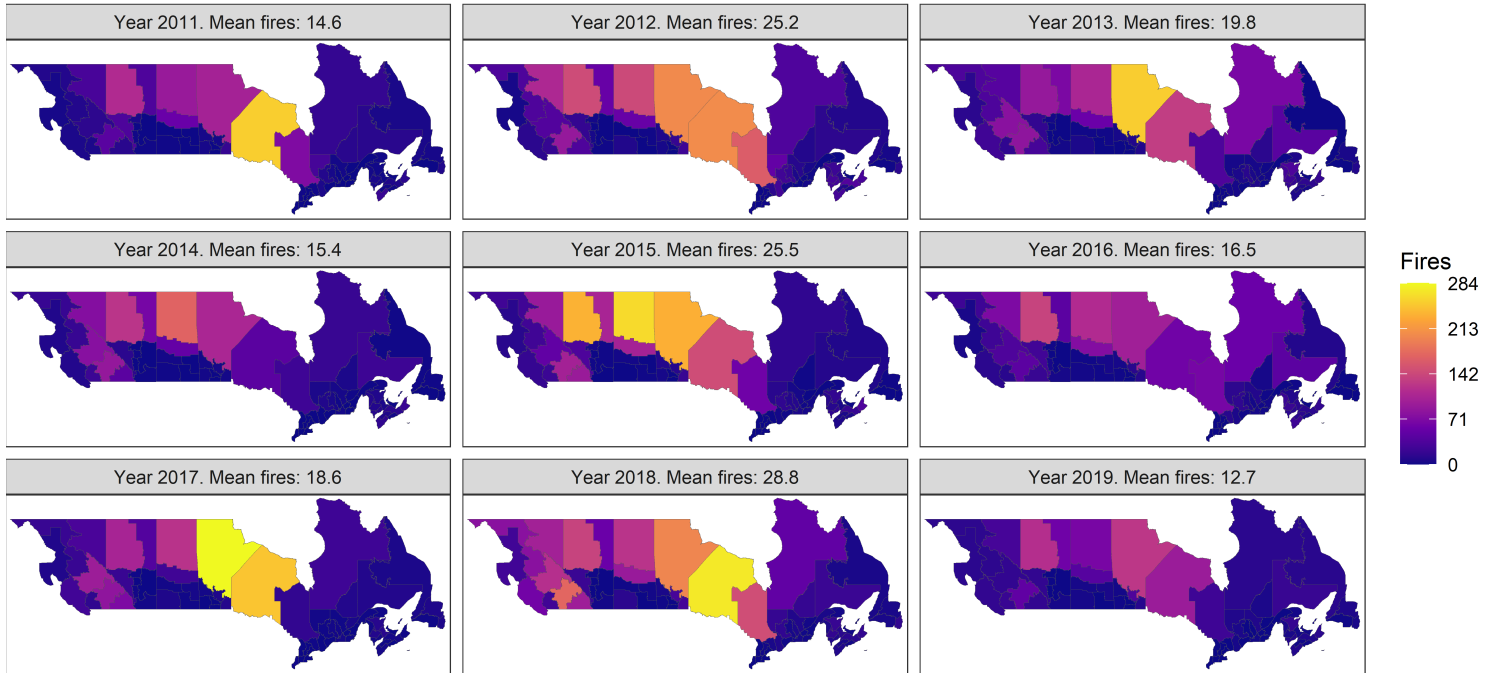 Year 2011. Mean fires: 14.6
Year 2012. Mean fires: 25.2
Year 2013. Mean fires: 19.8
Year 2014. Mean fires: 15.4
Year 2015. Mean fires: 25.5
Year 2016. Mean fires: 16.5
Year 2017. Mean fires: 18.6
Year 2018. Mean fires: 28.8
Year 2019. Mean fires: 12.7
Fires
284
213
142
71
0